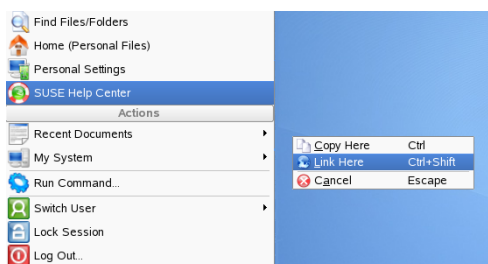 Find Files/Folders
Home (Personal Files)
Personal Settings
SUSE Help Center
Actions
Recent Documents
My System
Run Command...
Switch User
Lock Session
Log Out...
Copy Here Ctrl
Link Here Ctrl+Shift
Cancel Escape